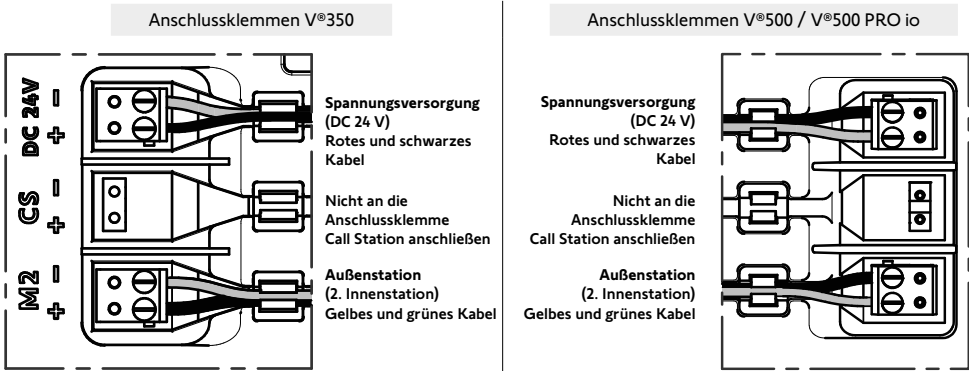 Anschlussklemmen V®350
DC 24V
- +
Spannungsversorgung
(DC 24 V)
Rotes und schwarzes
Kabel
CS
- +
Nicht an die
Anschlussklemme
Call Station anschließen
M2
- +
Außenstation
(2. Innenstation)
Gelbes und grünes Kabel
Anschlussklemmen V®500 / V®500 PRO io
Spannungsversorgung
(DC 24 V)
Rotes und schwarzes
Kabel
Nicht an die
Anschlussklemme
Call Station anschließen
Außenstation
(2. Innenstation)
Gelbes und grünes Kabel